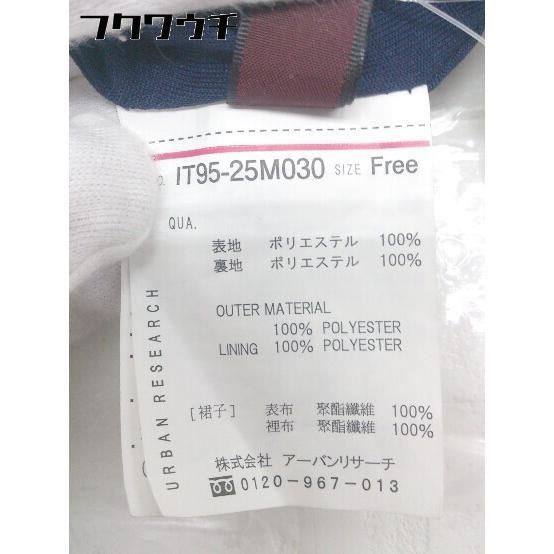 フクウウチ
IT95-25M030 SIZE Free
QUA.
表地 ポリエステル 100%
裏地 ポリエステル 100%
OUTER MATERIAL
100% POLYESTER
LINING 100% POLYESTER
[裙子] 表布 聚酯纖維 100%
裡布 聚酯纖維 100%
株式会社 アーバンリサーチ
0120-967-013
URBAN RESEARCH